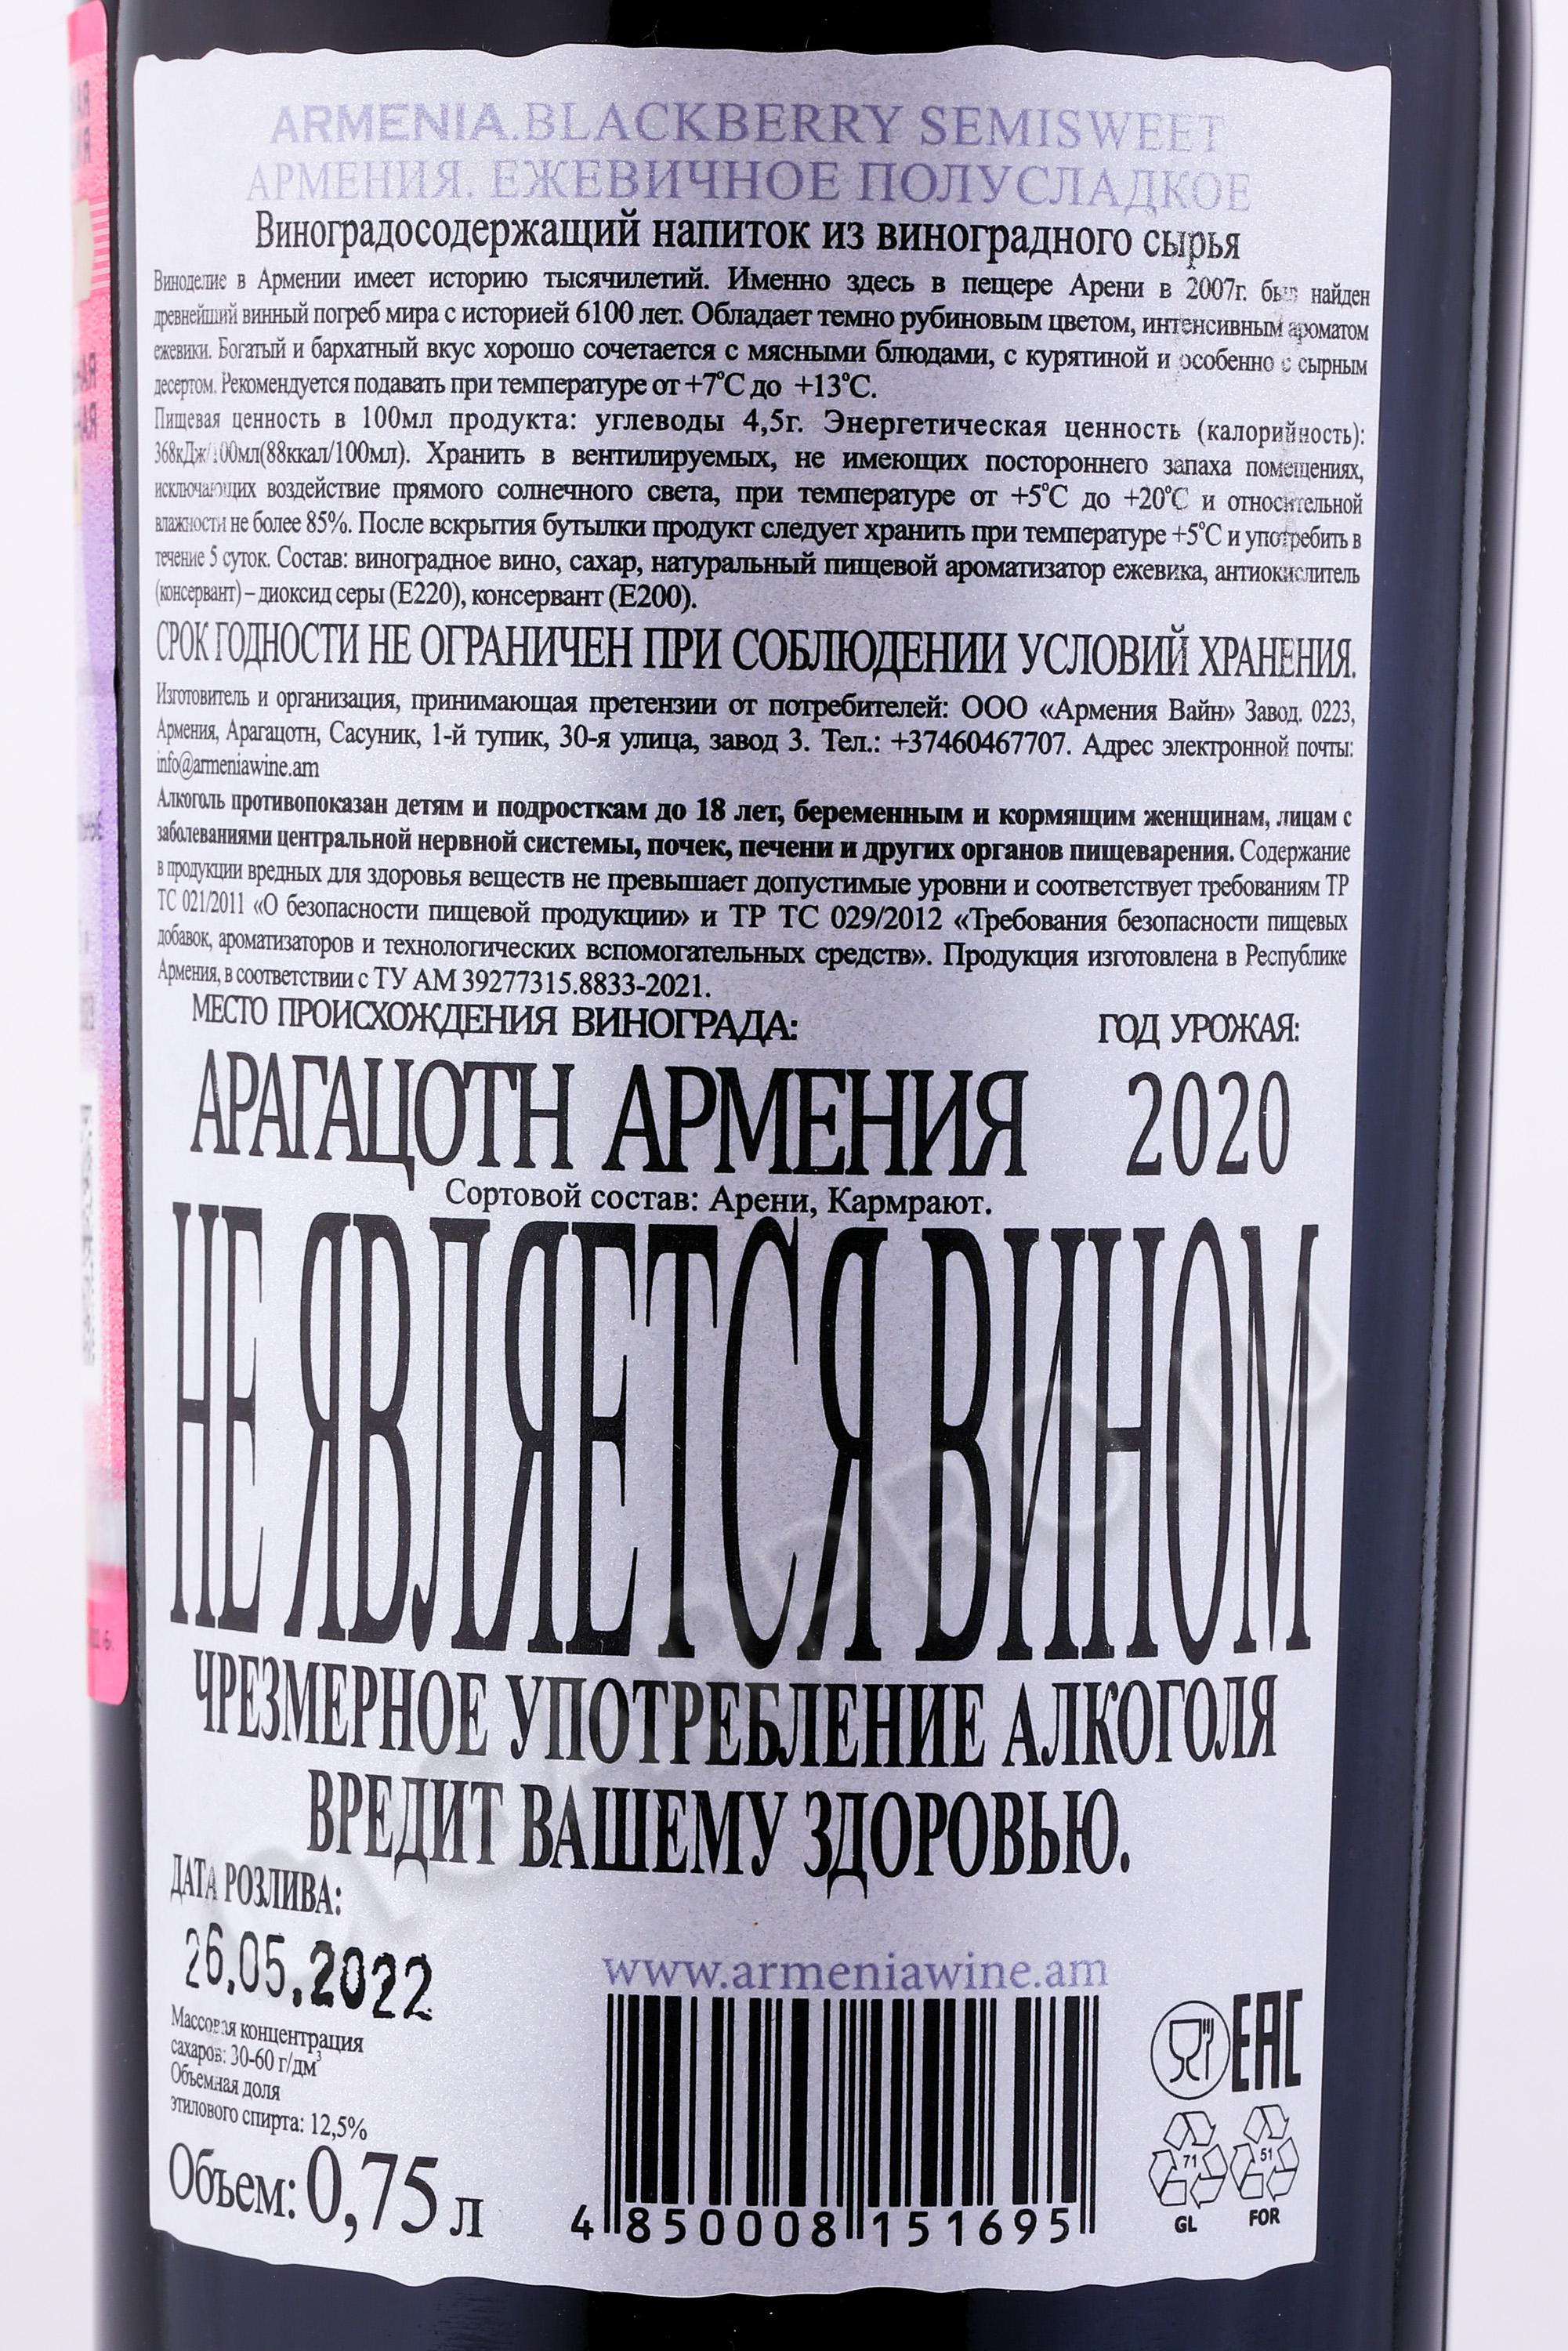 ARMENIA.BLACKBERRY SEMISWEET
АРМЕНИЯ. ЕЖЕВИЧНОЕ ПОЛУСЛАДКОЕ
Виноградосодержащий напиток из виноградного сырья
Виноделие в Армении имеет историю тысячилетий. Именно здесь в пещере Арени в 2007г. был найден
древнейший винный погреб мира с историей 6100 лет. Обладает темно рубиновым цветом, интенсивным ароматом
ежевики. Богатый и бархатный вкус хорошо сочетается с мясными блюдами, с курятиной и особенно с сырным
десертом. Рекомендуется подавать при температуре от +7°С до +13°С.
Пищевая ценность в 100мл продукта: углеводы 4,5г. Энергетическая ценность (калорийность):
368кДж/100мл(88ккал/100мл). Хранить в вентилируемых, не имеющих постороннего запаха помещениях,
исключающих воздействие прямого солнечного света, при температуре от +5°С до +20°С и относительной
влажности не более 85%. После вскрытия бутылки продукт следует хранить при температуре +5°С и употребить в
течение 5 суток. Состав: виноградное вино, сахар, натуральный пищевой ароматизатор ежевика, антиокислитель
(консервант) – диоксид серы (Е220), консервант (Е200).
СРОК ГОДНОСТИ НЕ ОГРАНИЧЕН ПРИ СОБЛЮДЕНИИ УСЛОВИЙ ХРАНЕНИЯ.
Изготовитель и организация, принимающая претензии от потребителей: ООО «Армения Вайн» Завод. 0223,
Армения, Арагацотн, Сасуник, 1-й тупик, 30-я улица, завод 3. Тел.: +37460467707. Адрес электронной почты:
info@armeniawine.am
Алкоголь противопоказан детям и подросткам до 18 лет, беременным и кормящим женщинам, лицам с
заболеваниями центральной нервной системы, почек, печени и других органов пищеварения. Содержание
в продукции вредных для здоровья веществ не превышает допустимые уровни и соответствует требованиям ТР
ТС 021/2011 «О безопасности пищевой продукции» и ТР ТС 029/2012 «Требования безопасности пищевых
добавок, ароматизаторов и технологических вспомогательных средств». Продукция изготовлена в Республике
Армения, в соответствии с ТУ АМ 39277315.8833-2021.
МЕСТО ПРОИСХОЖДЕНИЯ ВИНОГРАДА: ГОД УРОЖАЯ:
АРАГАЦОТН АРМЕНИЯ 2020
Сортовой состав: Арени, Кармрают.
НЕ ЯВЛЯЕТСЯ ВИНОМ
ЧРЕЗМЕРНОЕ УПОТРЕБЛЕНИЕ АЛКОГОЛЯ
ВРЕДИТ ВАШЕМУ ЗДОРОВЬЮ.
ДАТА РОЗЛИВА:
26.05.2022
Массовая концентрация
сахаров: 30-60 г/дм³
Объемная доля
этилового спирта: 12,5%
Объем: 0,75 л
www.armeniawine.am
4 850008 151695
EAC
71
51
GL
FOR